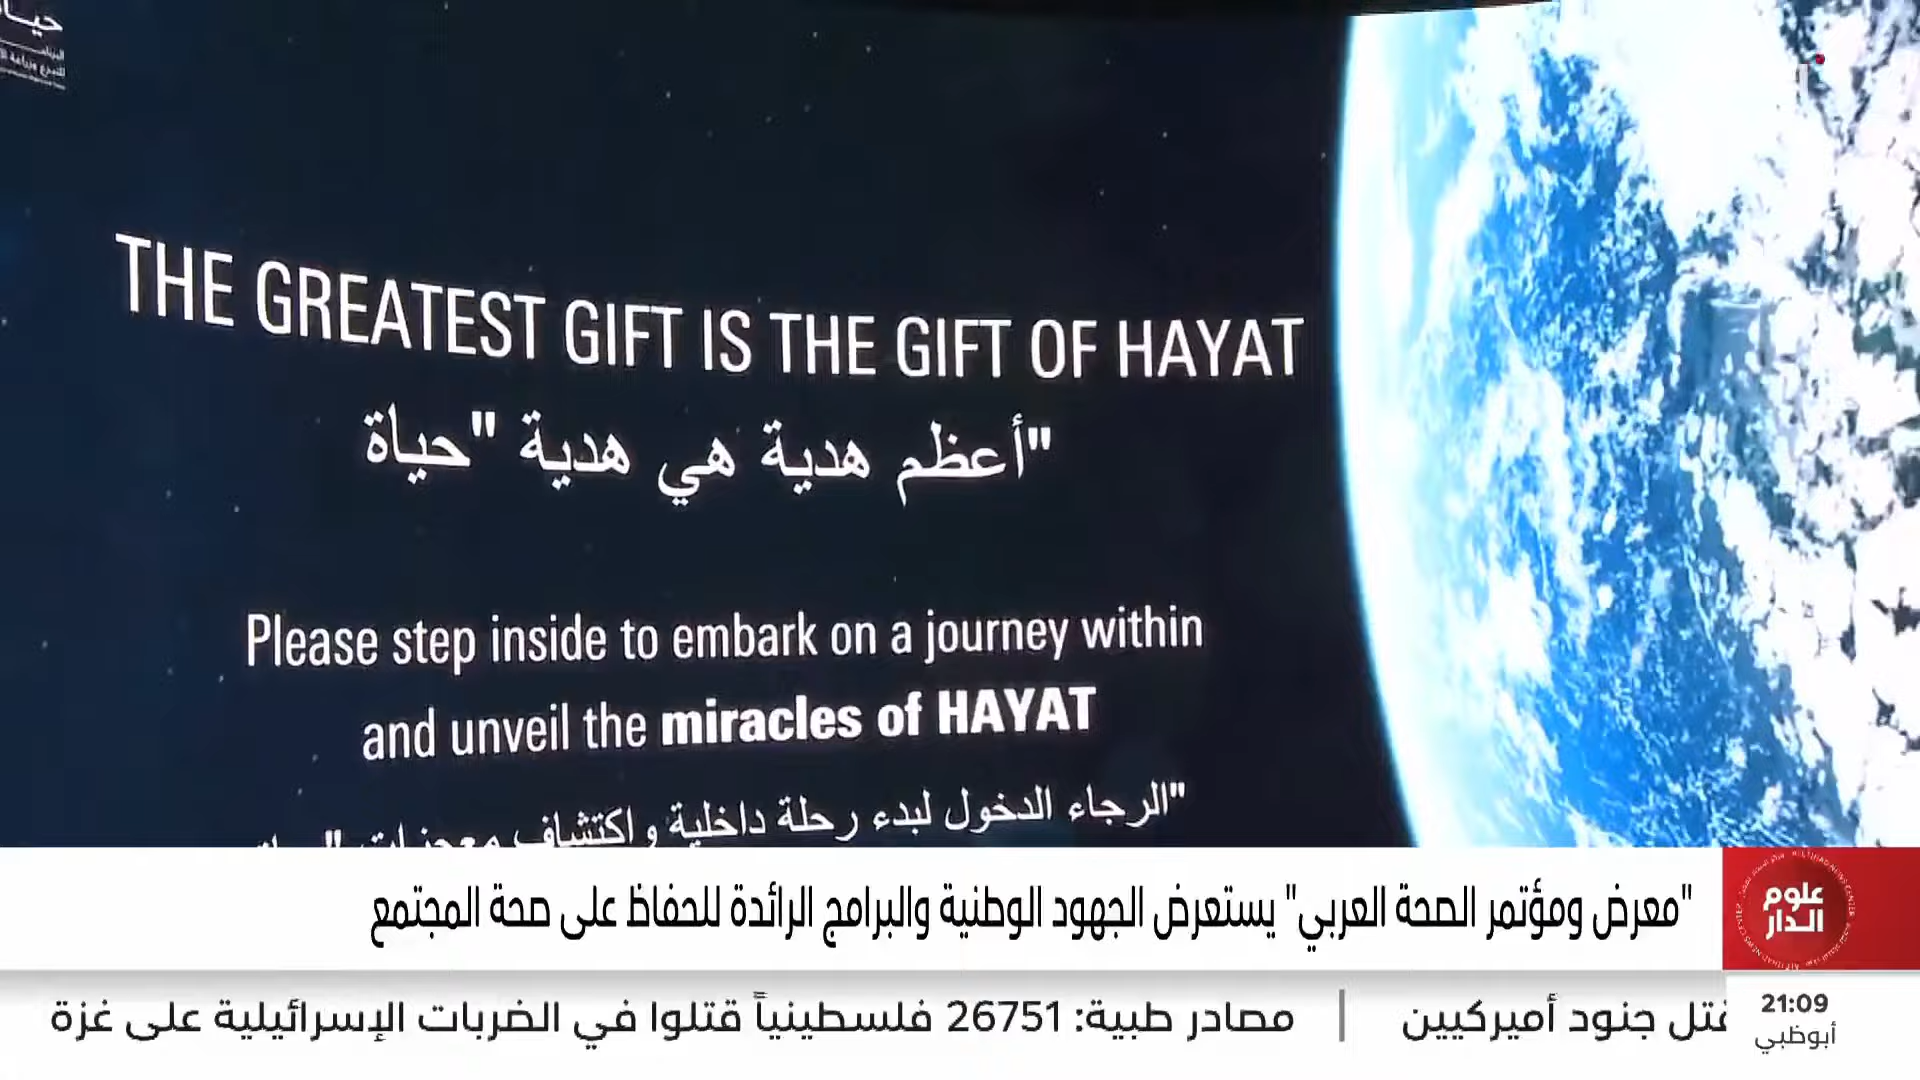 THE GREATEST GIFT IS THE GIFT OF HAYAT
"أعظم هدية هي هدية "حياة
Please step inside to embark on a journey within
and unveil the miracles of HAYAT
"الرجاء الدخول لبدء رحلة داخلية و اكتشاف معجزات
"معرض ومؤتمر الصحة العربي" يستعرض الجهود الوطنية والبرامج الرائدة للحفاظ على صحة المجتمع
علوم
الدار
قتل جنود أميركيين | مصادر طبية: 26751 فلسطينياً قتلوا في الضربات الإسرائيلية على غزة
21:09
أبوظبي